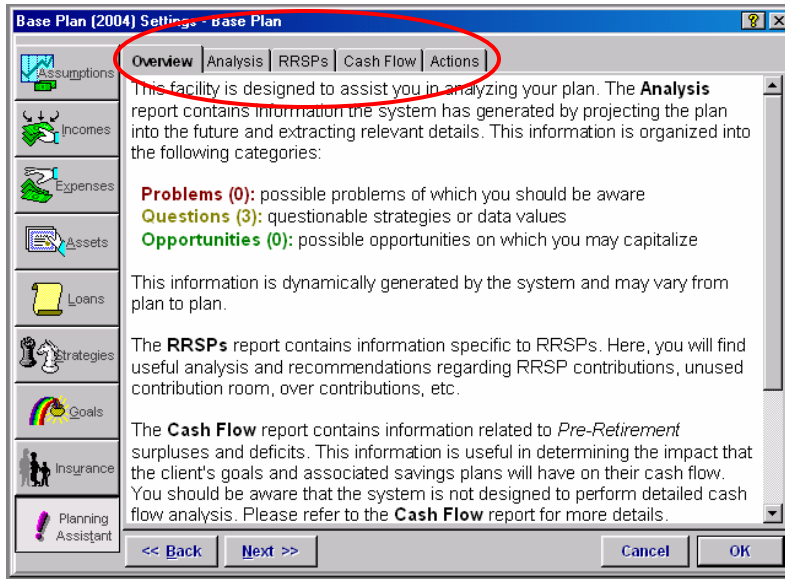 Base Plan (2004) Settings - Base Plan
Assumptions
Incomes
Expenses
Assets
Loans
Strategies
Goals
Insurance
Planning
Assistant
Overview Analysis RRSPs Cash Flow Actions
This facility is designed to assist you in analyzing your plan. The Analysis
report contains information the system has generated by projecting the plan
into the future and extracting relevant details. This information is organized into
the following categories:
Problems (0): possible problems of which you should be aware
Questions (3): questionable strategies or data values
Opportunities (0): possible opportunities on which you may capitalize
This information is dynamically generated by the system and may vary from
plan to plan.
The RRSPs report contains information specific to RRSPs. Here, you will find
useful analysis and recommendations regarding RRSP contributions, unused
contribution room, over contributions, etc.
The Cash Flow report contains information related to Pre-Retirement
surpluses and deficits. This information is useful in determining the impact that
the client's goals and associated savings plans will have on their cash flow.
You should be aware that the system is not designed to perform detailed cash
flow analysis. Please refer to the Cash Flow report for more details.
<< Back Next >> Cancel OK